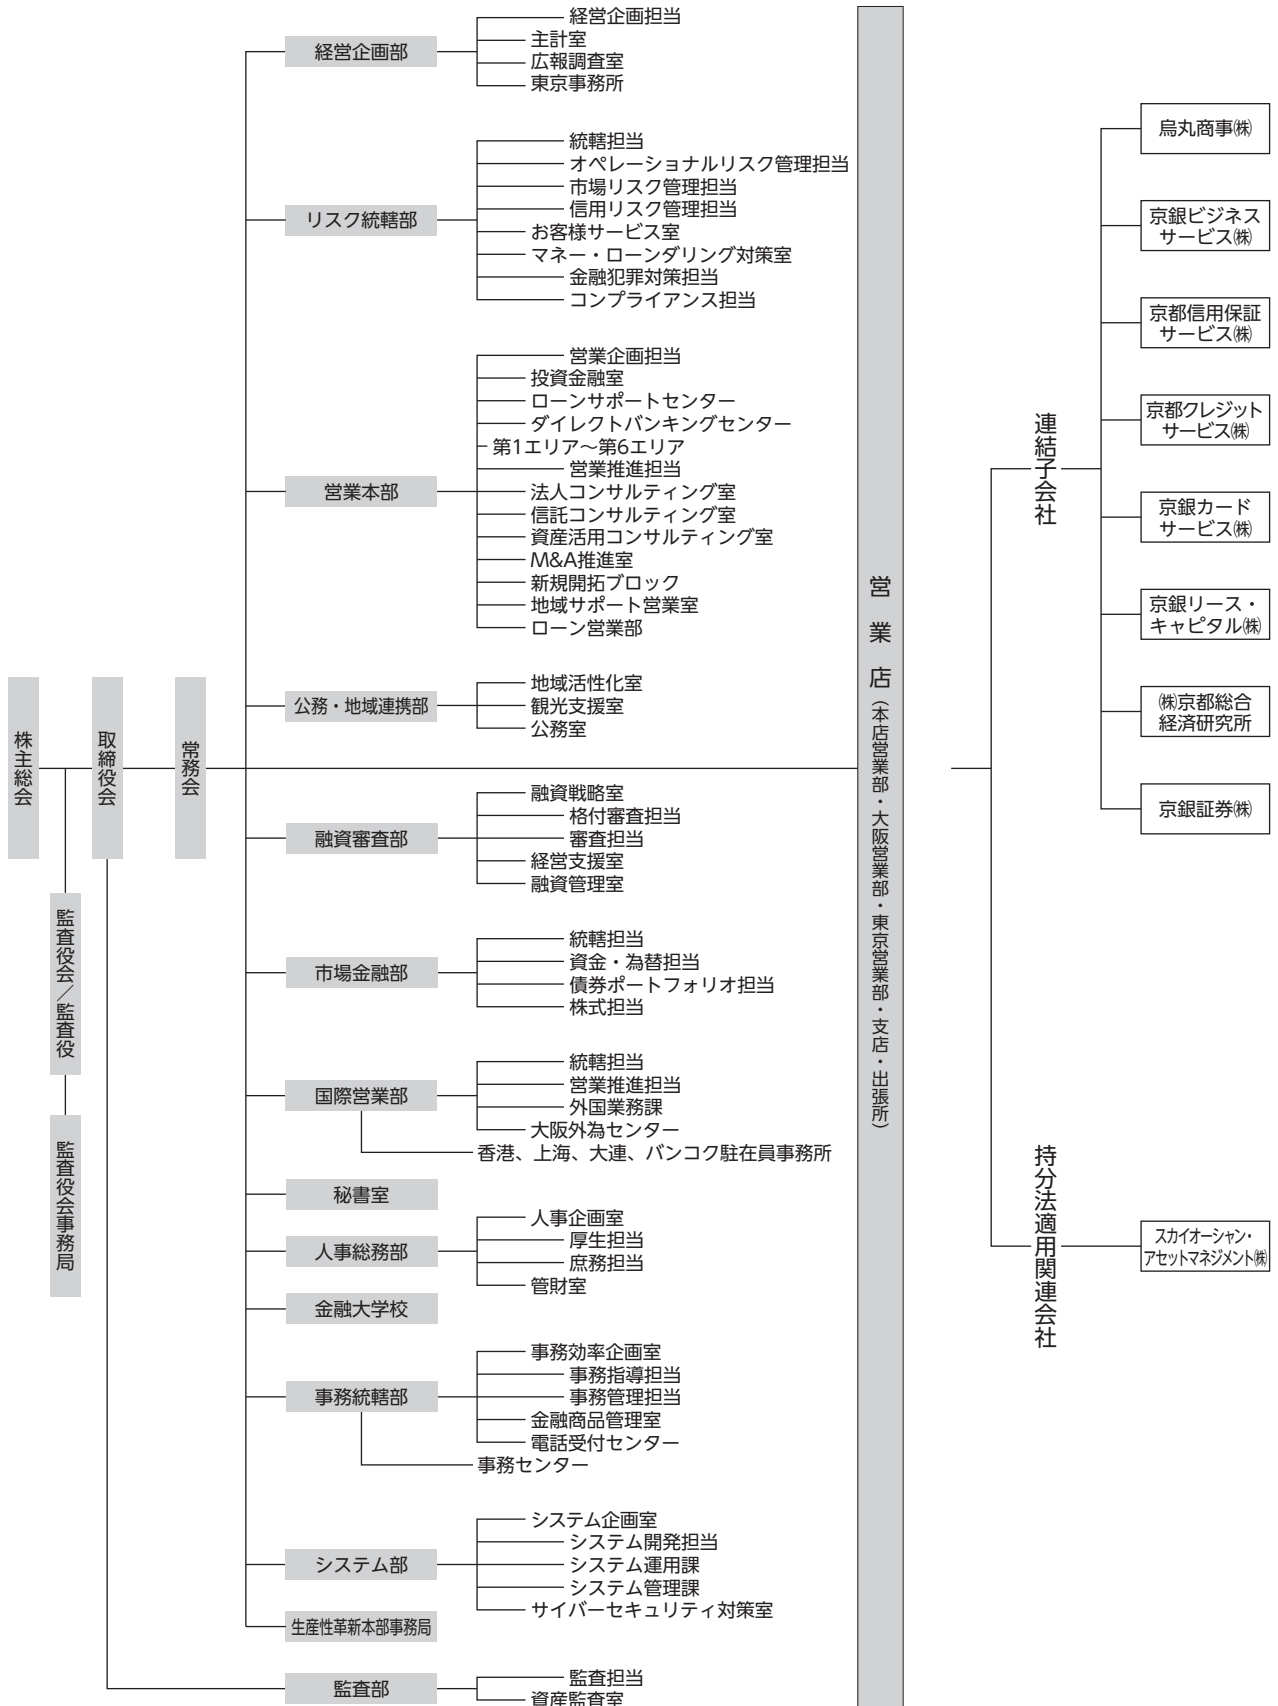 株主総会
監査役会／監査役
監査役会事務局
取締役会
常務会
経営企画部
経営企画担当
主計室
広報調査室
東京事務所
リスク統轄部
統轄担当
オペレーショナルリスク管理担当
市場リスク管理担当
信用リスク管理担当
お客様サービス室
マネー・ローンダリング対策室
金融犯罪対策担当
コンプライアンス担当
営業本部
営業企画担当
投資金融室
ローンサポートセンター
ダイレクトバンキングセンター
第1エリア～第6エリア
営業推進担当
法人コンサルティング室
信託コンサルティング室
資産活用コンサルティング室
M&A推進室
新規開拓ブロック
地域サポート営業室
ローン営業部
公務・地域連携部
地域活性化室
観光支援室
公務室
融資審査部
融資戦略室
格付審査担当
審査担当
経営支援室
融資管理室
市場金融部
統轄担当
資金・為替担当
債券ポートフォリオ担当
株式担当
国際営業部
統轄担当
営業推進担当
外国業務課
大阪外為センター
香港、上海、大連、バンコク駐在員事務所
秘書室
人事総務部
人事企画室
厚生担当
庶務担当
管財室
金融大学校
事務統轄部
事務効率企画室
事務指導担当
事務管理担当
金融商品管理室
電話受付センター
事務センター
システム部
システム企画室
システム開発担当
システム運用課
システム管理課
サイバーセキュリティ対策室
生産性革新本部事務局
監査部
監査担当
資産監査室
営業店（本店営業部・大阪営業部・東京営業部・支店・出張所）
連結子会社
烏丸商事㈱
京銀ビジネス
サービス㈱
京都信用保証
サービス㈱
京都クレジット
サービス㈱
京銀カード
サービス㈱
京銀リース・
キャピタル㈱
㈱京都総合
経済研究所
京銀証券㈱
持分法適用関連会社
スカイオーシャン・
アセットマネジメント㈱